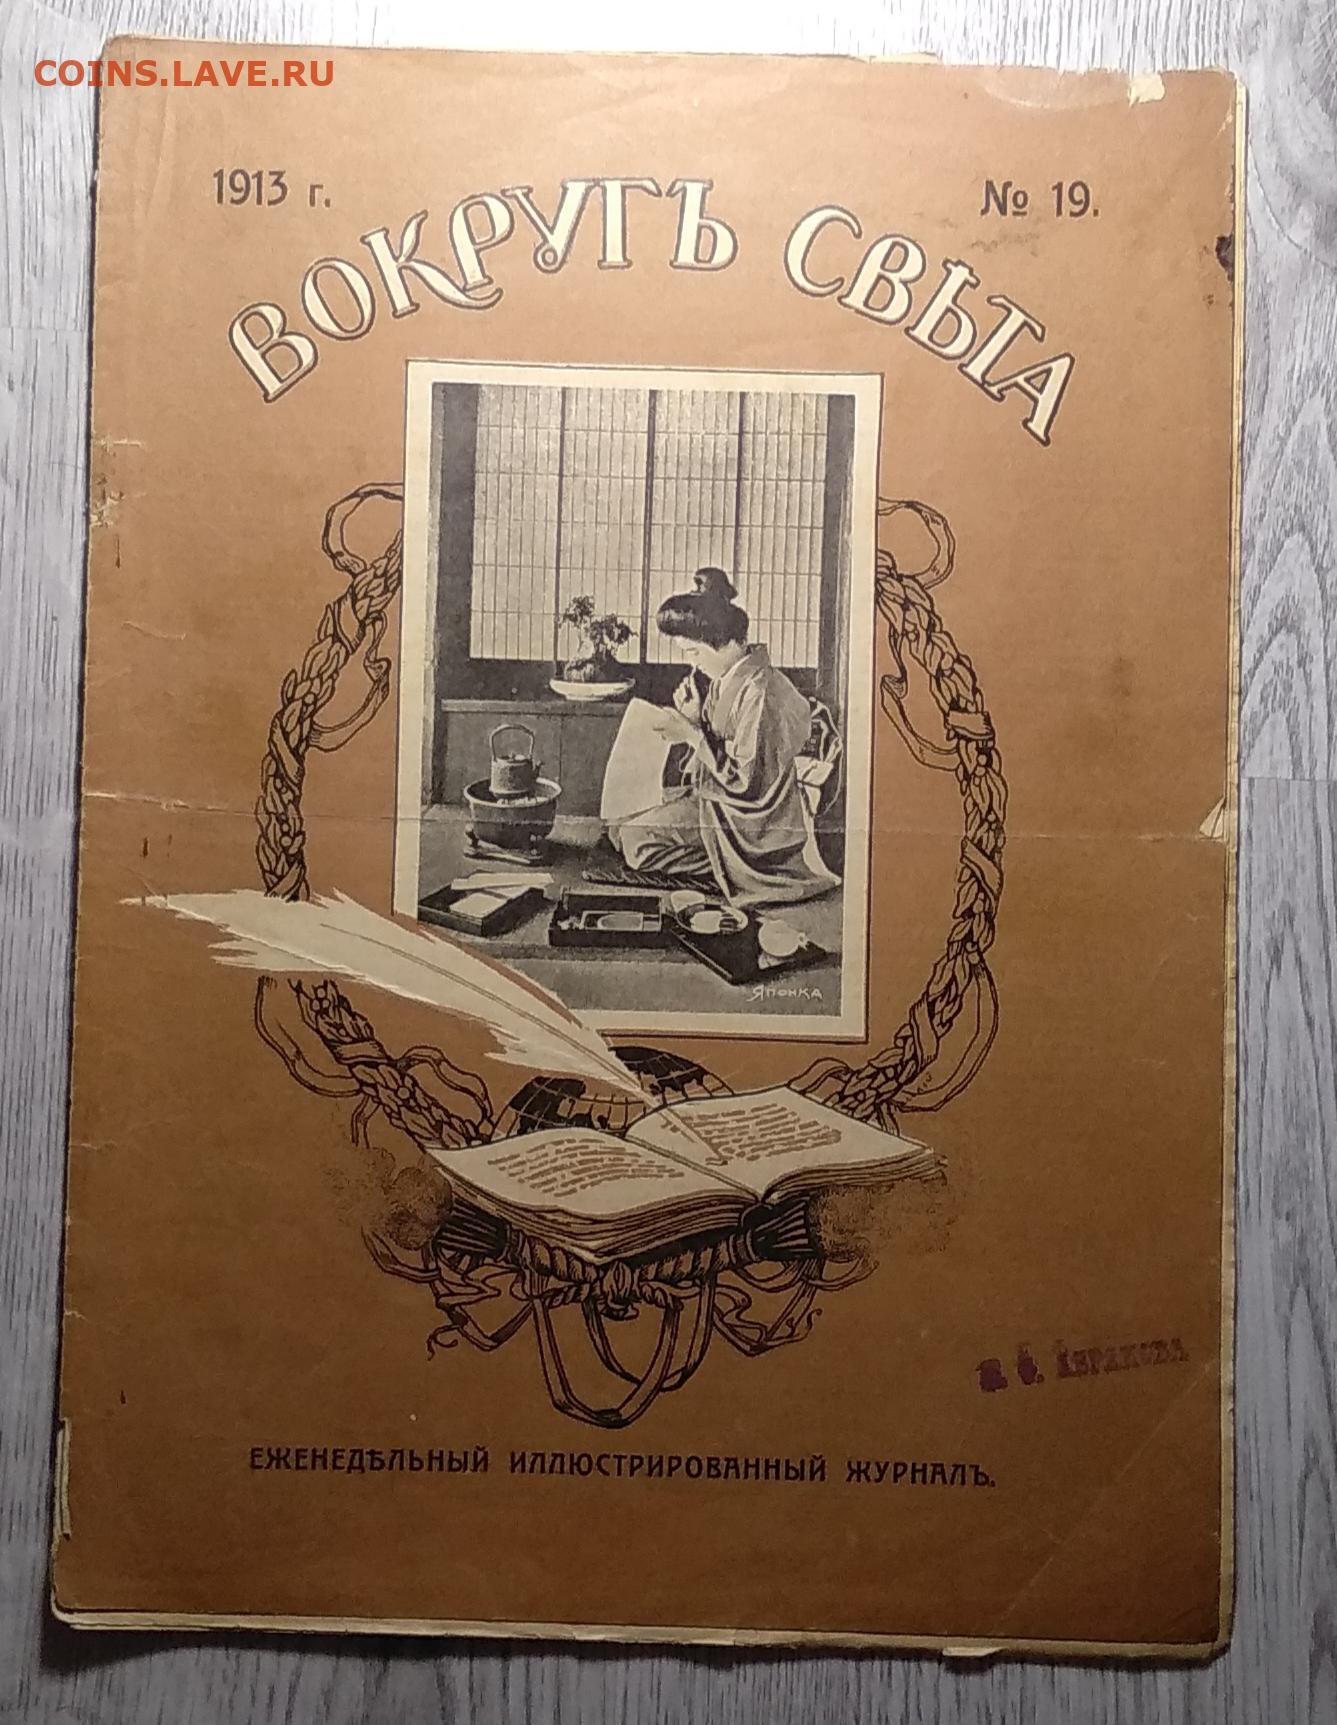 COINS.LAVE.RU
1913 г.
№ 19.
ВОКРУГЪ СВѢТА
Японка
ЕЖЕНЕДѢЛЬНЫЙ ИЛЛЮСТРИРОВАННЫЙ ЖУРНАЛЪ.